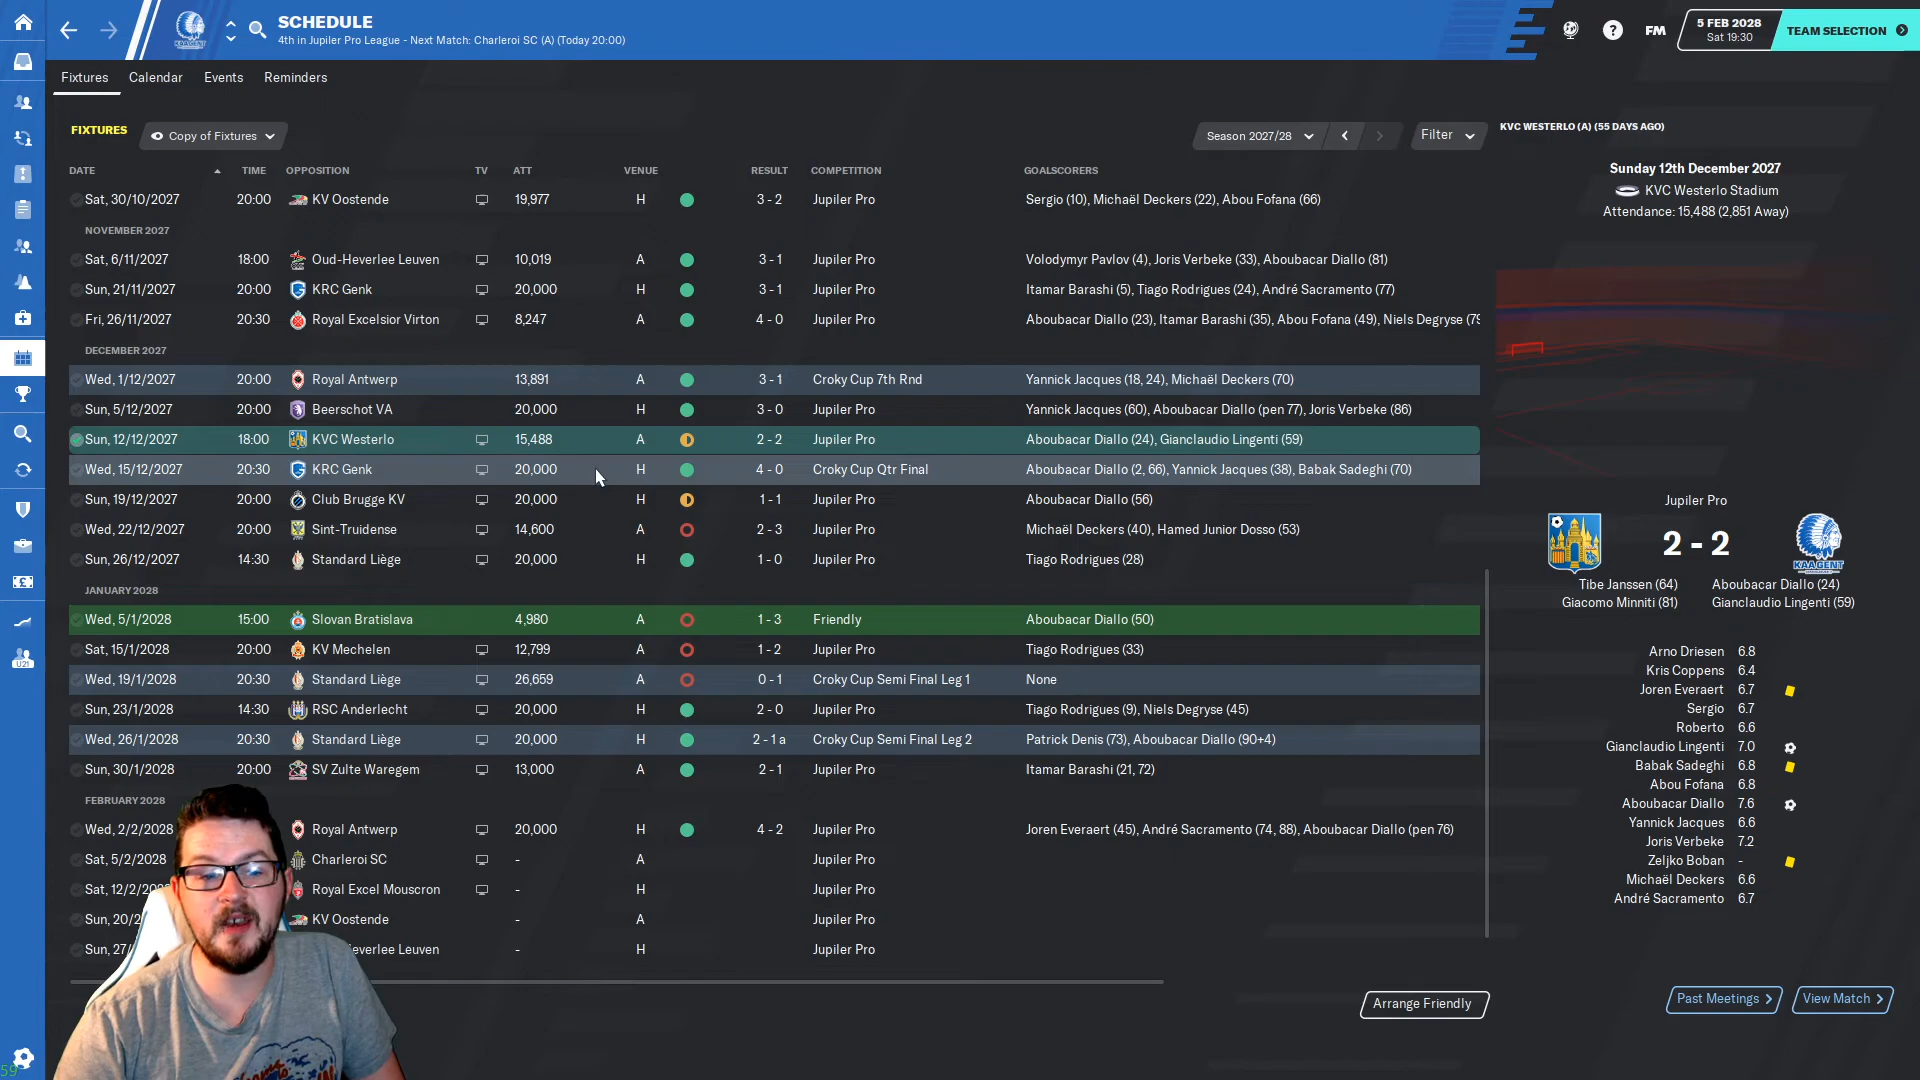 SCHEDULE
4th in Jupiler Pro League - Next Match: Charleroi SC (A) (Today 20:00)
FM
5 FEB 2028
Sat 19:30
TEAM SELECTION
Fixtures Calendar Events Reminders
FIXTURES Copy of Fixtures Season 2027/28 Filter
DATE TIME OPPOSITION TV ATT VENUE RESULT COMPETITION GOALSCORERS
Sat, 30/10/2027 20:00 KV Oostende 19,977 H 3 - 2 Jupiler Pro Sergio (10), Michaël Deckers (22), Abou Fofana (66)
NOVEMBER 2027
Sat, 6/11/2027 18:00 Oud-Heverlee Leuven 10,019 A 3 - 1 Jupiler Pro Volodymyr Pavlov (4), Joris Verbeke (33), Aboubacar Diallo (81)
Sun, 21/11/2027 20:00 KRC Genk 20,000 H 3 - 1 Jupiler Pro Itamar Barashi (5), Tiago Rodrigues (24), André Sacramento (77)
Fri, 26/11/2027 20:30 Royal Excelsior Virton 8,247 A 4 - 0 Jupiler Pro Aboubacar Diallo (23), Itamar Barashi (35), Abou Fofana (49), Niels Degryse (79
DECEMBER 2027
Wed, 1/12/2027 20:00 Royal Antwerp 13,891 A 3 - 1 Croky Cup 7th Rnd Yannick Jacques (18, 24), Michaël Deckers (70)
Sun, 5/12/2027 20:00 Beerschot VA 20,000 H 3 - 0 Jupiler Pro Yannick Jacques (60), Aboubacar Diallo (pen 77), Joris Verbeke (86)
Sun, 12/12/2027 18:00 KVC Westerlo 15,488 A 2 - 2 Jupiler Pro Aboubacar Diallo (24), Gianclaudio Lingenti (59)
Wed, 15/12/2027 20:30 KRC Genk 20,000 H 4 - 0 Croky Cup Qtr Final Aboubacar Diallo (2, 66), Yannick Jacques (38), Babak Sadeghi (70)
Sun, 19/12/2027 20:00 Club Brugge KV 20,000 H 1 - 1 Jupiler Pro Aboubacar Diallo (56)
Wed, 22/12/2027 20:00 Sint-Truidense 14,600 A 2 - 3 Jupiler Pro Michaël Deckers (40), Hamed Junior Dosso (53)
Sun, 26/12/2027 14:30 Standard Liège 20,000 H 1 - 0 Jupiler Pro Tiago Rodrigues (28)
JANUARY 2028
Wed, 5/1/2028 15:00 Slovan Bratislava 4,980 A 1 - 3 Friendly Aboubacar Diallo (50)
Sat, 15/1/2028 20:00 KV Mechelen 12,799 A 1 - 2 Jupiler Pro Tiago Rodrigues (33)
Wed, 19/1/2028 20:30 Standard Liège 26,659 A 0 - 1 Croky Cup Semi Final Leg 1 None
Sun, 23/1/2028 14:30 RSC Anderlecht 20,000 H 2 - 0 Jupiler Pro Tiago Rodrigues (9), Niels Degryse (45)
Wed, 26/1/2028 20:30 Standard Liège 20,000 H 2 - 1 a Croky Cup Semi Final Leg 2 Patrick Denis (73), Aboubacar Diallo (90+4)
Sun, 30/1/2028 20:00 SV Zulte Waregem 13,000 A 2 - 1 Jupiler Pro Itamar Barashi (21, 72)
FEBRUARY 2028
Wed, 2/2/2028 Royal Antwerp 20,000 H 4 - 2 Jupiler Pro Joren Everaert (45), André Sacramento (74, 88), Aboubacar Diallo (pen 76)
Sat, 5/2/2028 Charleroi SC - A Jupiler Pro
Sat, 12/2/202 Royal Excel Mouscron - H Jupiler Pro
Sun, 20/2 KV Oostende - A Jupiler Pro
Sun, 27/ everlee Leuven - H Jupiler Pro
Arrange Friendly
KVC WESTERLO (A) (55 DAYS AGO)
Sunday 12th December 2027
KVC Westerlo Stadium
Attendance: 15,488 (2,851 Away)
Jupiler Pro
2 - 2
KAA GENT
Tibe Janssen (64) Aboubacar Diallo (24)
Giacomo Minniti (81) Gianclaudio Lingenti (59)
Arno Driesen 6.8
Kris Coppens 6.4
Joren Everaert 6.7
Sergio 6.7
Roberto 6.6
Gianclaudio Lingenti 7.0
Babak Sadeghi 6.8
Abou Fofana 6.8
Aboubacar Diallo 7.6
Yannick Jacques 6.6
Joris Verbeke 7.2
Zeljko Boban -
Michaël Deckers 6.6
André Sacramento 6.7
Past Meetings View Match
U21
59